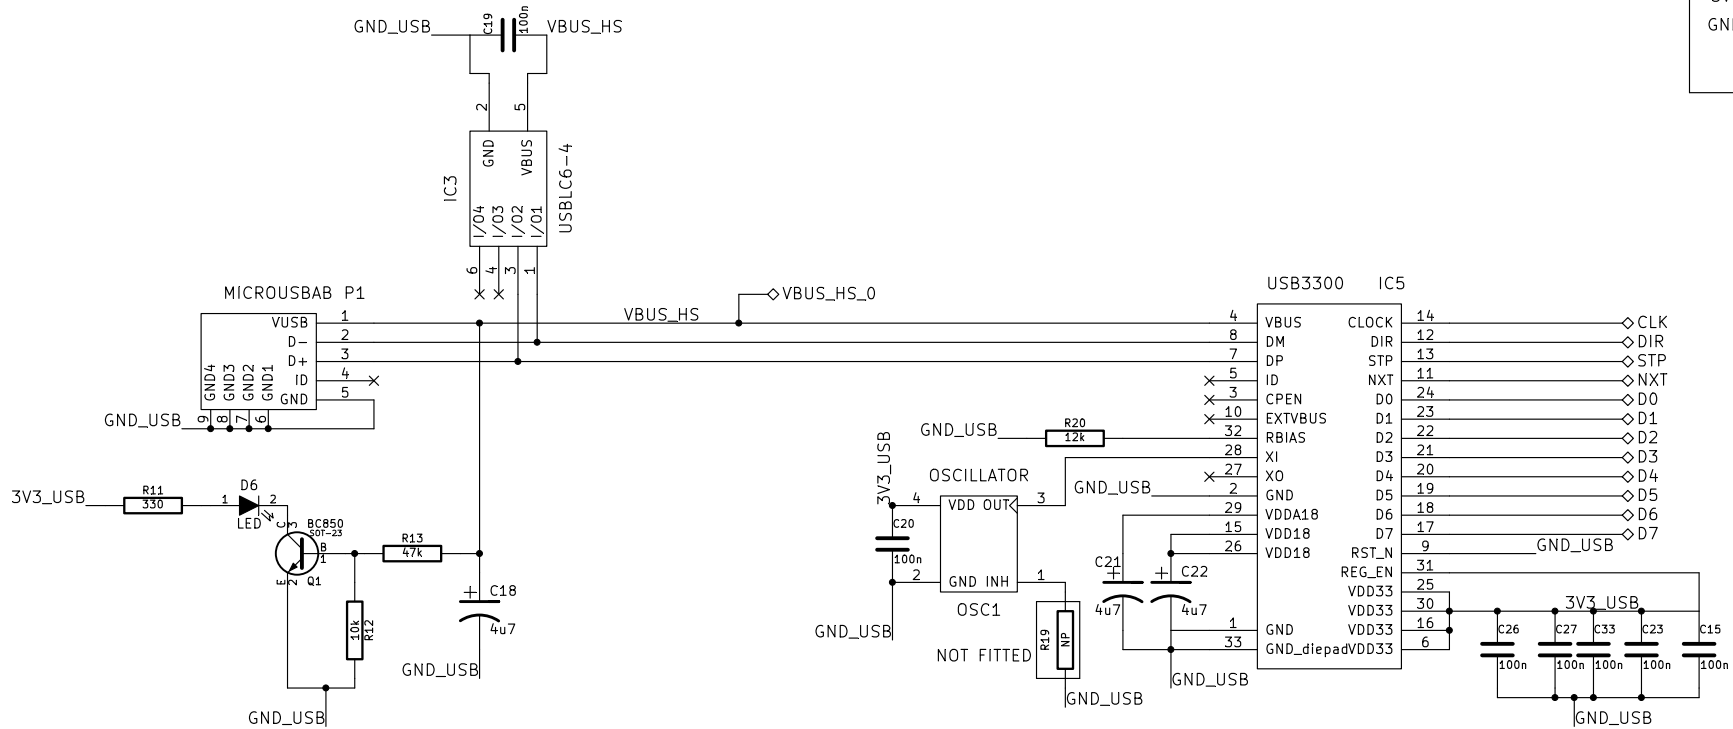 GND_USB
C19
100n
VBUS_HS
GND
2
5
GND
VBUS
IC3
USBLC6-4
I/O4
I/O3
I/O2
I/O1
6
4
3
1
MICROUSBAB P1
VUSB 1
D- 2
D+ 3
ID 4
GND 5
GND4
GND3
GND2
GND1
9
8
7
6
GND_USB
VBUS_HS
VBUS_HS_0
3V3_USB
R11
330
D6
1
2
LED
C
3
BC850
SOT-23
B
1
E
2
Q1
R13
47k
10k
R12
C18
4u7
GND_USB
GND_USB
USB3300 IC5
4 VBUS CLOCK 14 CLK
8 DM DIR 12 DIR
7 DP STP 13 STP
5 ID NXT 11 NXT
3 CPEN D0 24 D0
10 EXTVBUS D1 23 D1
32 RBIAS D2 22 D2
28 XI D3 21 D3
27 XO D4 20 D4
2 GND D5 19 D5
29 VDDA18 D6 18 D6
15 VDD18 D7 17 D7
26 VDD18 RST_N 9 GND_USB
REG_EN 31
VDD33 25
VDD33 30
1 GND VDD33 16
33 GND_diepad VDD33 6
GND_USB
R20
12k
GND_USB
3V3_USB
OSCILLATOR
4 VDD OUT 3
C20
100n
2 GND INH 1
OSC1
GND_USB
R19
NP
NOT FITTED
GND_USB
C21
4u7
C22
4u7
GND_USB
3V3_USB
C26
100n
C27
100n
C33
100n
C23
100n
C15
100n
GND_USB